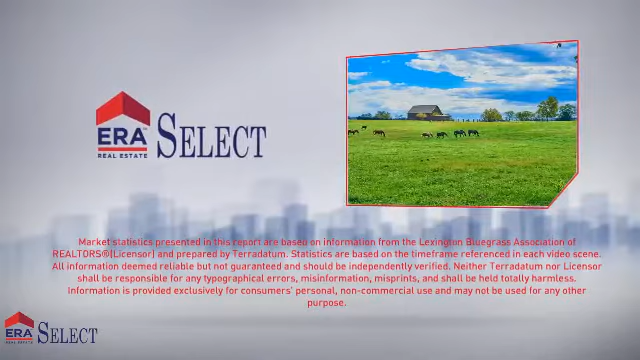 ERA
REAL ESTATE
SELECT
Market statistics presented in this report are based on information from the Lexington Bluegrass Association of
REALTORS®(Licensor) and prepared by Terradatum. Statistics are based on the timeframe referenced in each video scene.
All information deemed reliable but not guaranteed and should be independently verified. Neither Terradatum nor Licensor
shall be responsible for any typographical errors, misinformation, misprints, and shall be held totally harmless.
Information is provided exclusively for consumers' personal, non-commercial use and may not be used for any other
purpose.
ERA
REAL ESTATE
SELECT